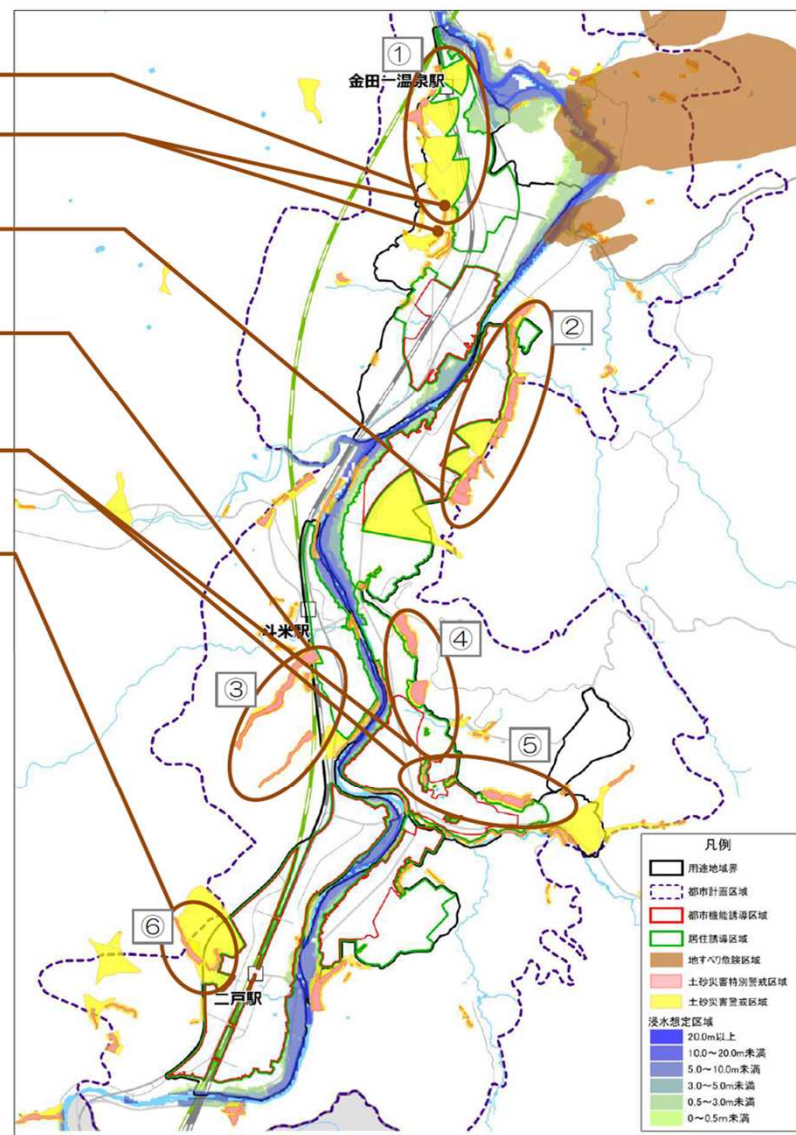 ①
金田一温泉駅
②
斗米駅
④
③
⑤
⑥
二戸駅
凡例
用途地域界
都市計画区域
都市機能誘導区域
居住誘導区域
地すべり危険区域
土砂災害特別警戒区域
土砂災害警戒区域
浸水想定区域
20.0m以上
10.0～20.0m未満
5.0～10.0m未満
3.0～5.0m未満
0.5～3.0m未満
0～0.5m未満